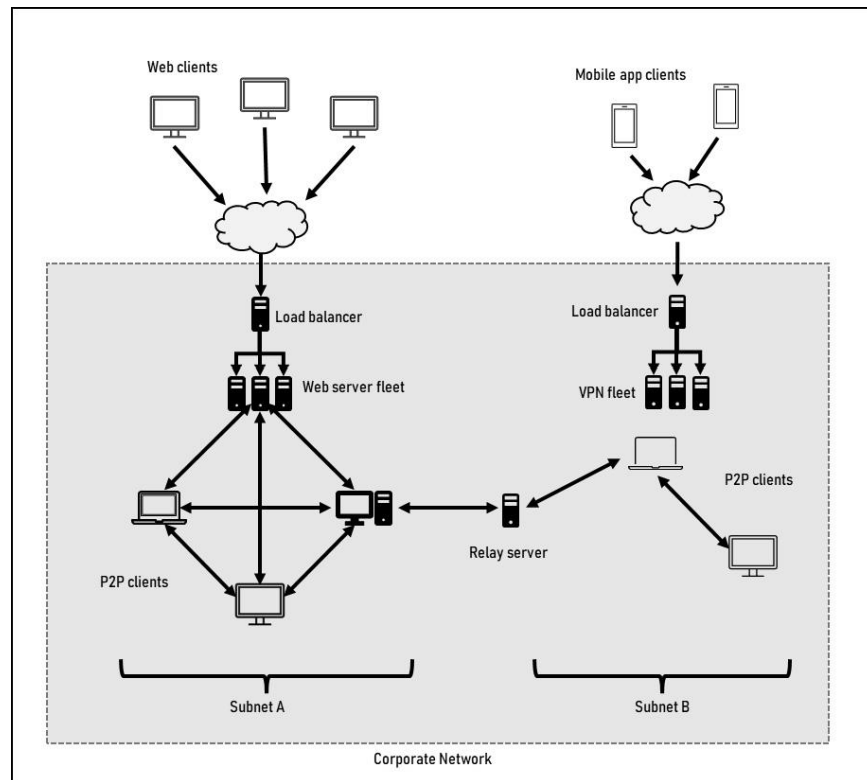 Web clients
Mobile app clients
Load balancer
Load balancer
Web server fleet
VPN fleet
P2P clients
Relay server
P2P clients
Subnet A
Subnet B
Corporate Network